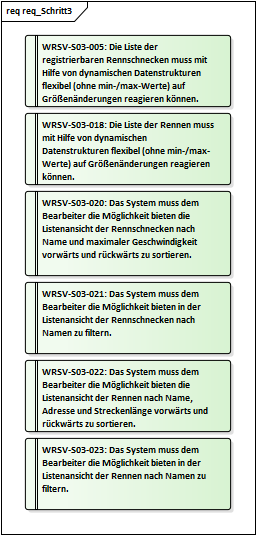 req req_Schritt3
WRSV-S03-005: Die Liste der
registrierbaren Rennschnecken muss mit
Hilfe von dynamischen Datenstrukturen
flexibel (ohne min-/max-Werte) auf
Größenänderungen reagieren können.
WRSV-S03-018: Die Liste der Rennen muss
mit Hilfe von dynamischen
Datenstrukturen flexibel (ohne min-/max-
Werte) auf Größenänderungen reagieren
können.
WRSV-S03-020: Das System muss dem
Bearbeiter die Möglichkeit bieten die
Listenansicht der Rennschnecken nach
Name und maximaler Geschwindigkeit
vorwärts und rückwärts zu sortieren.
WRSV-S03-021: Das System muss dem
Bearbeiter die Möglichkeit bieten in der
Listenansicht der Rennschnecken nach
Namen zu filtern.
WRSV-S03-022: Das System muss dem
Bearbeiter die Möglichkeit bieten die
Listenansicht der Rennen nach Name,
Adresse und Streckenlänge vorwärts und
rückwärts zu sortieren.
WRSV-S03-023: Das System muss dem
Bearbeiter die Möglichkeit bieten in der
Listenansicht der Rennen nach Namen zu
filtern.